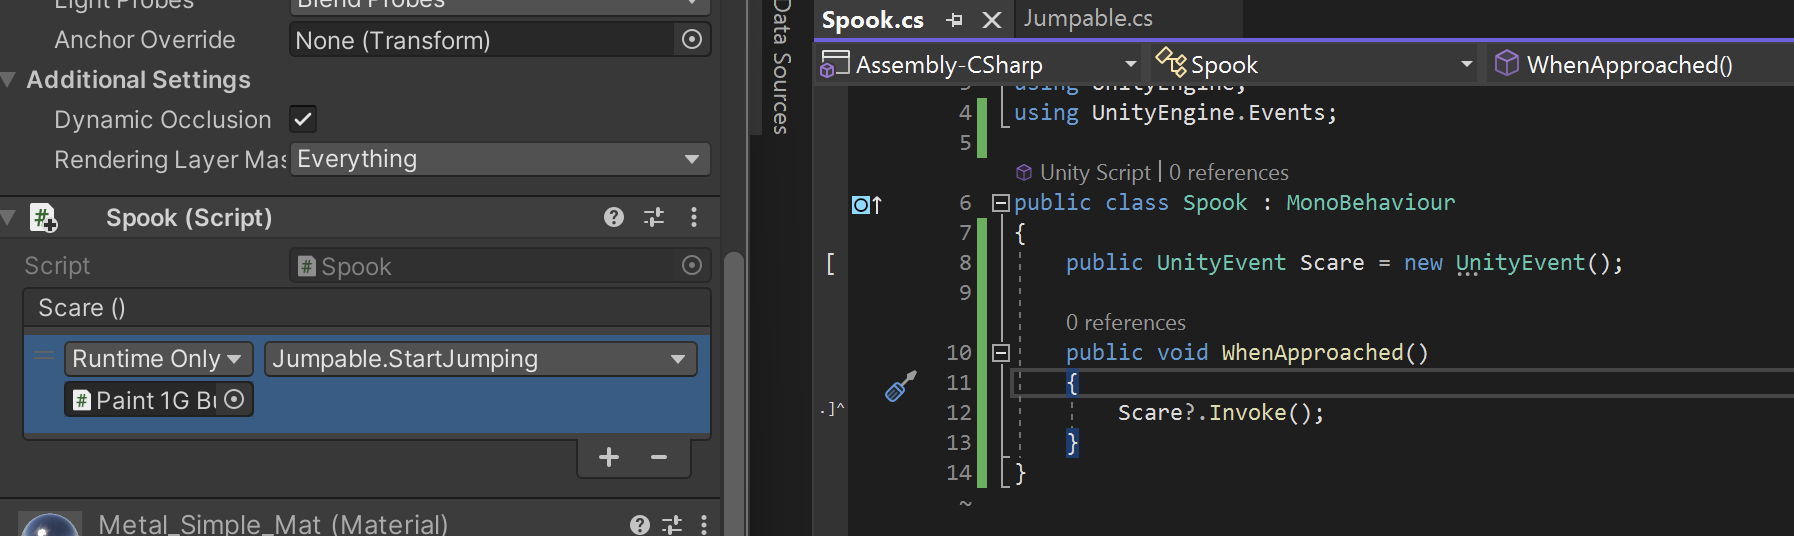 Light Probes
Blend Probes
Anchor Override
None (Transform)
Additional Settings
Dynamic Occlusion
Rendering Layer Mas
Everything
# Spook (Script)
Script
# Spook
Scare ()
Runtime Only
Jumpable.StartJumping
# Paint 1G Bu
+ −
Metal_Simple_Mat (Material)
Data Sources
Spook.cs
Jumpable.cs
Assembly-CSharp
Spook
WhenApproached()
3 using UnityEngine;
4 using UnityEngine.Events;
5
Unity Script | 0 references
6 public class Spook : MonoBehaviour
7 {
8 public UnityEvent Scare = new UnityEvent();
9
0 references
10 public void WhenApproached()
11 {
12 Scare?.Invoke();
13 }
14 }
~